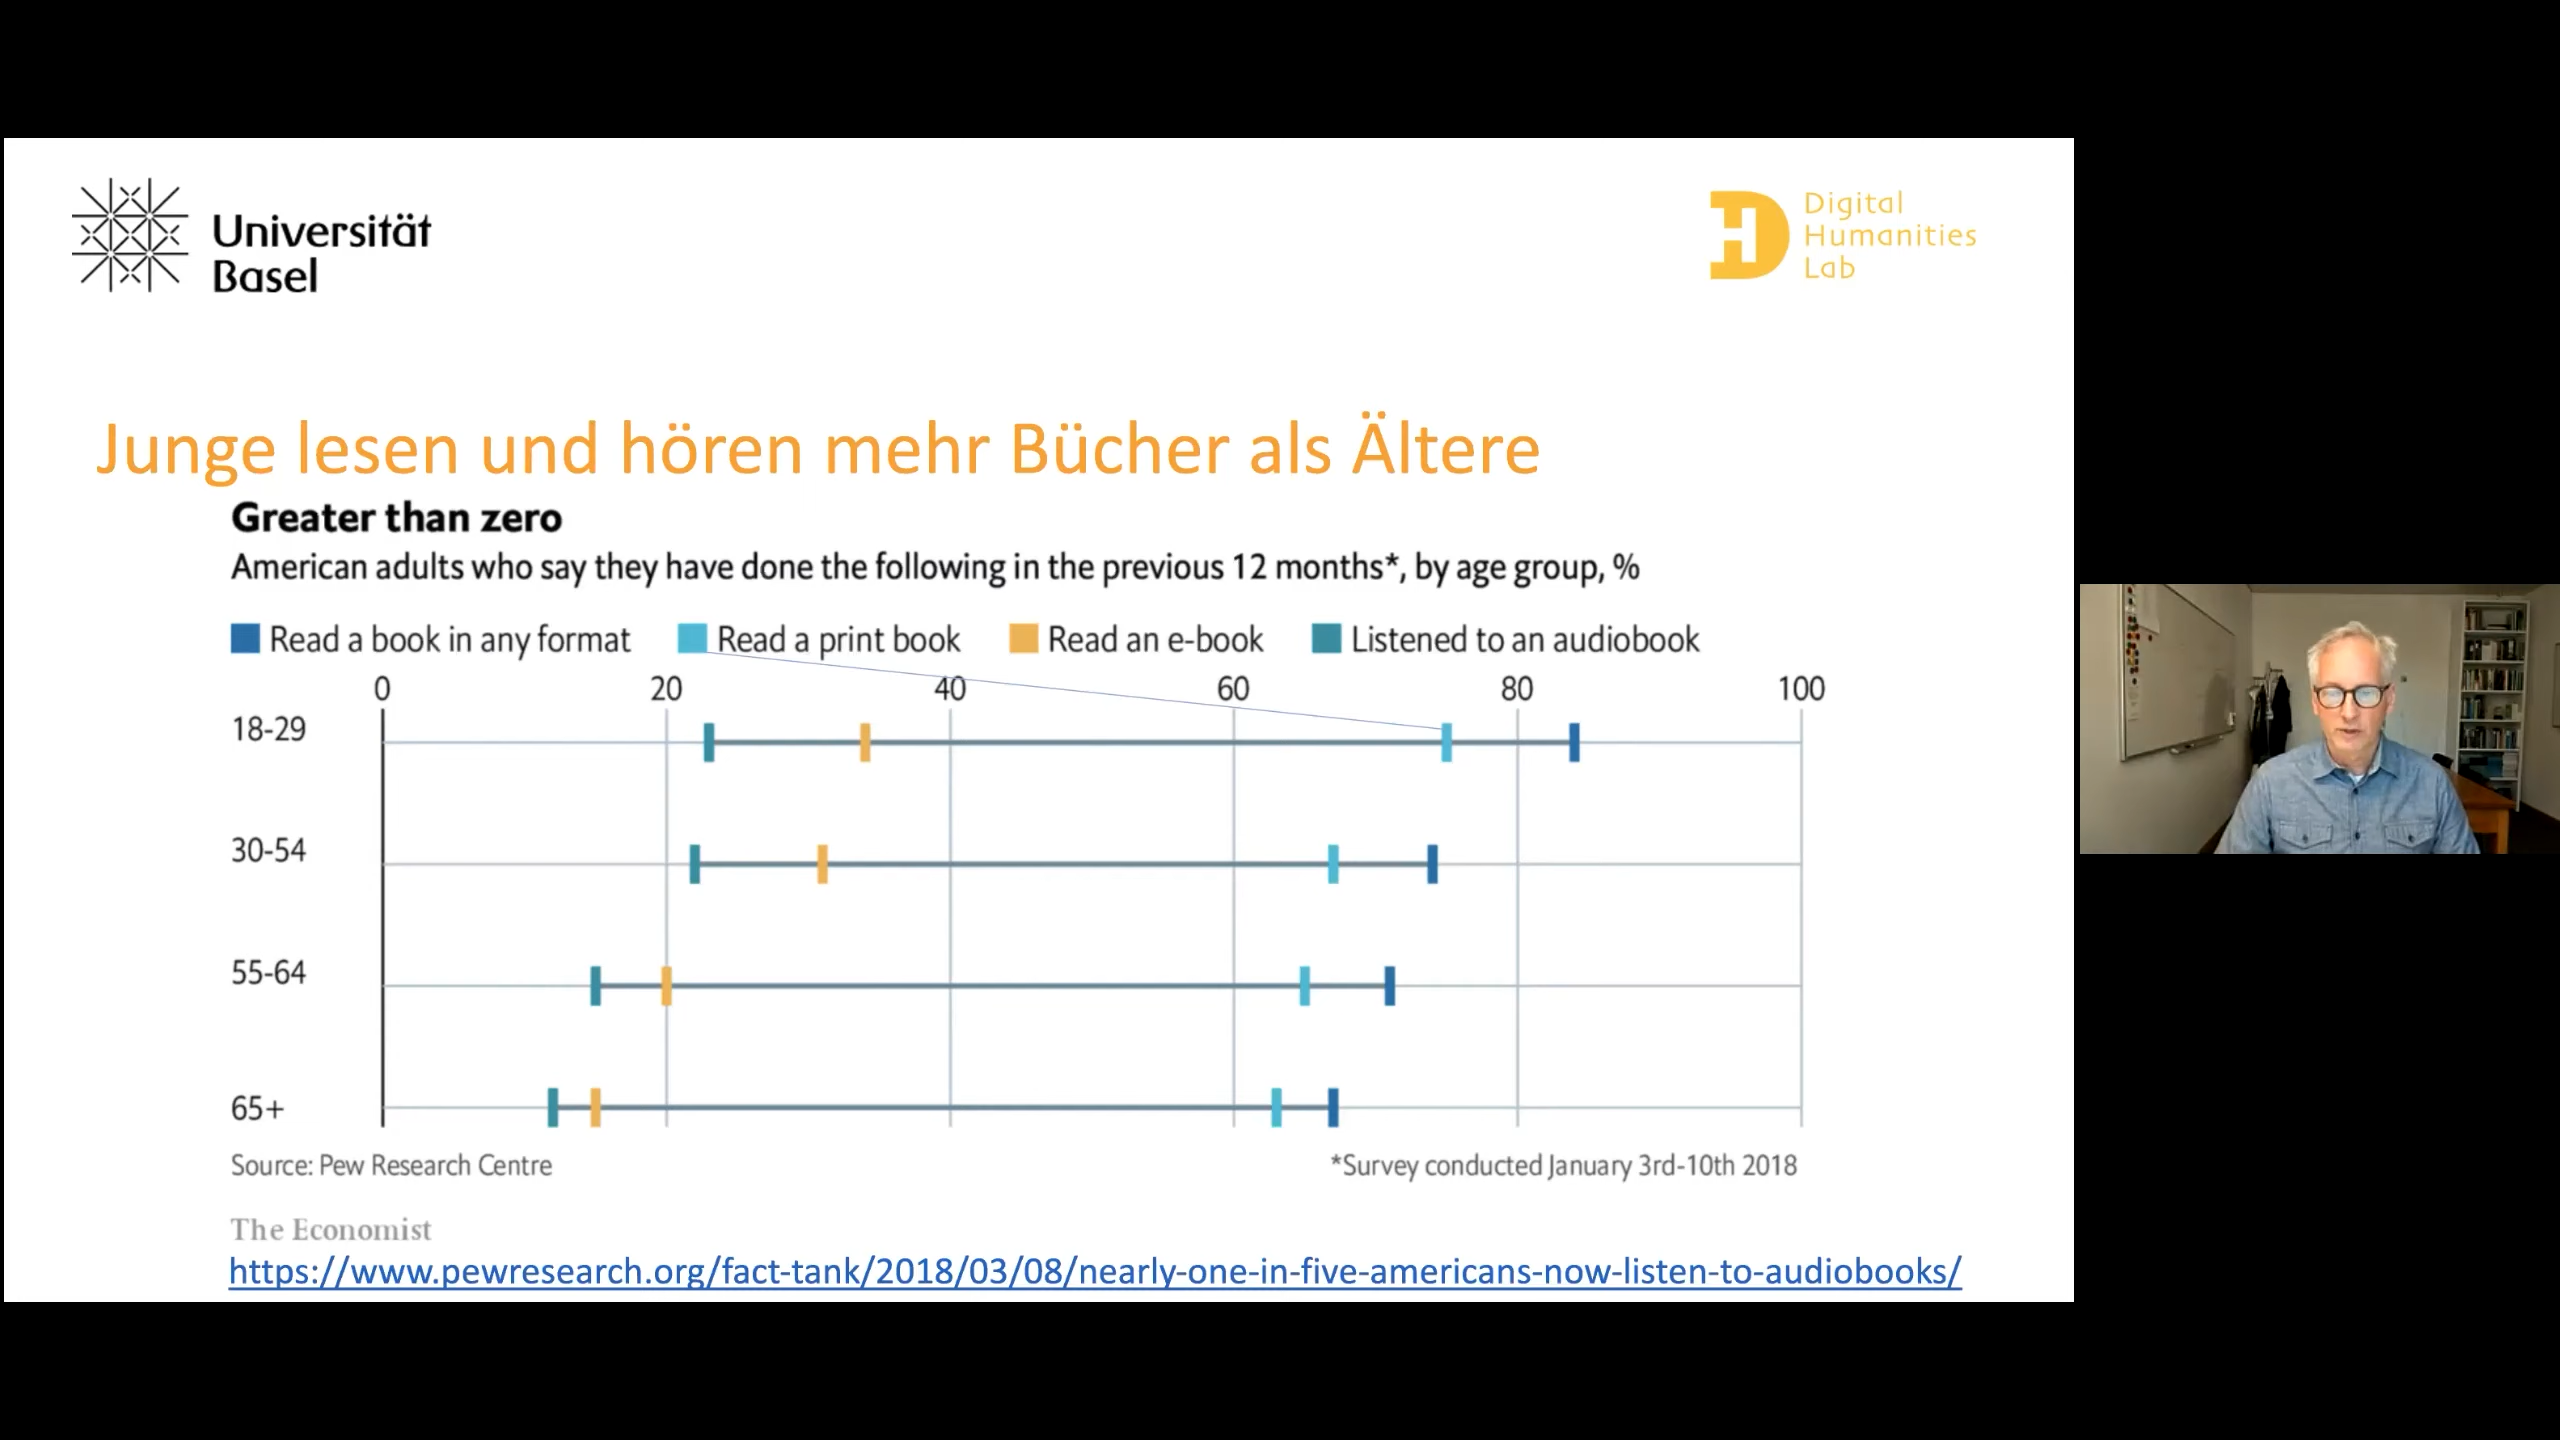 Universität
Basel
Digital
Humanities
Lab
Junge lesen und hören mehr Bücher als Ältere
Greater than zero
American adults who say they have done the following in the previous 12 months*, by age group, %
Read a book in any format Read a print book Read an e-book Listened to an audiobook
0 20 40 60 80 100
18-29
30-54
55-64
65+
Source: Pew Research Centre *Survey conducted January 3rd-10th 2018
The Economist
https://www.pewresearch.org/fact-tank/2018/03/08/nearly-one-in-five-americans-now-listen-to-audiobooks/